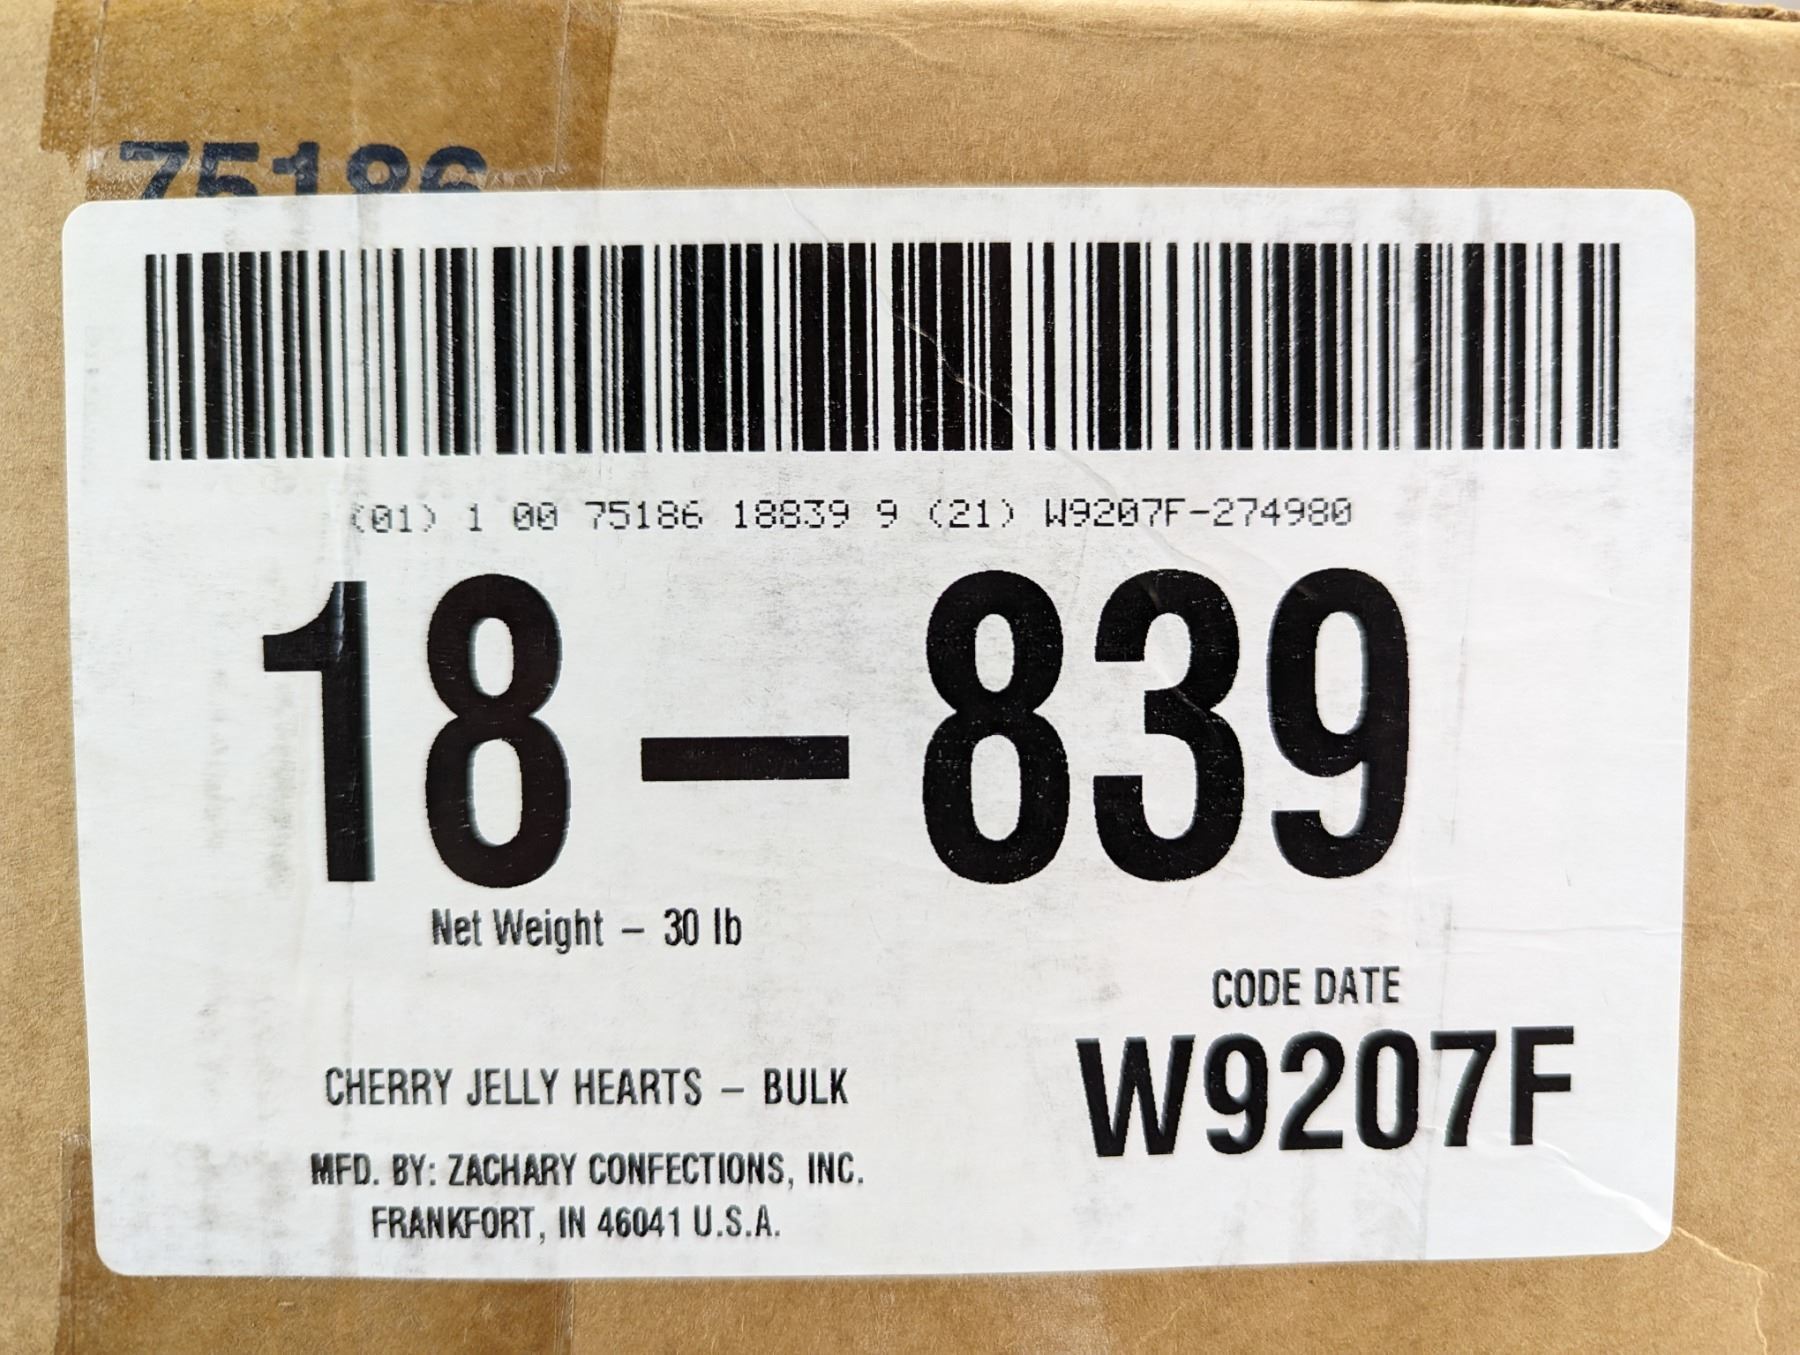 75186
(01) 1 00 75186 18839 9 (21) W9207F-274980
18–839
Net Weight – 30 lb
CODE DATE
W9207F
CHERRY JELLY HEARTS – BULK
MFD. BY: ZACHARY CONFECTIONS, INC.
FRANKFORT, IN 46041 U.S.A.